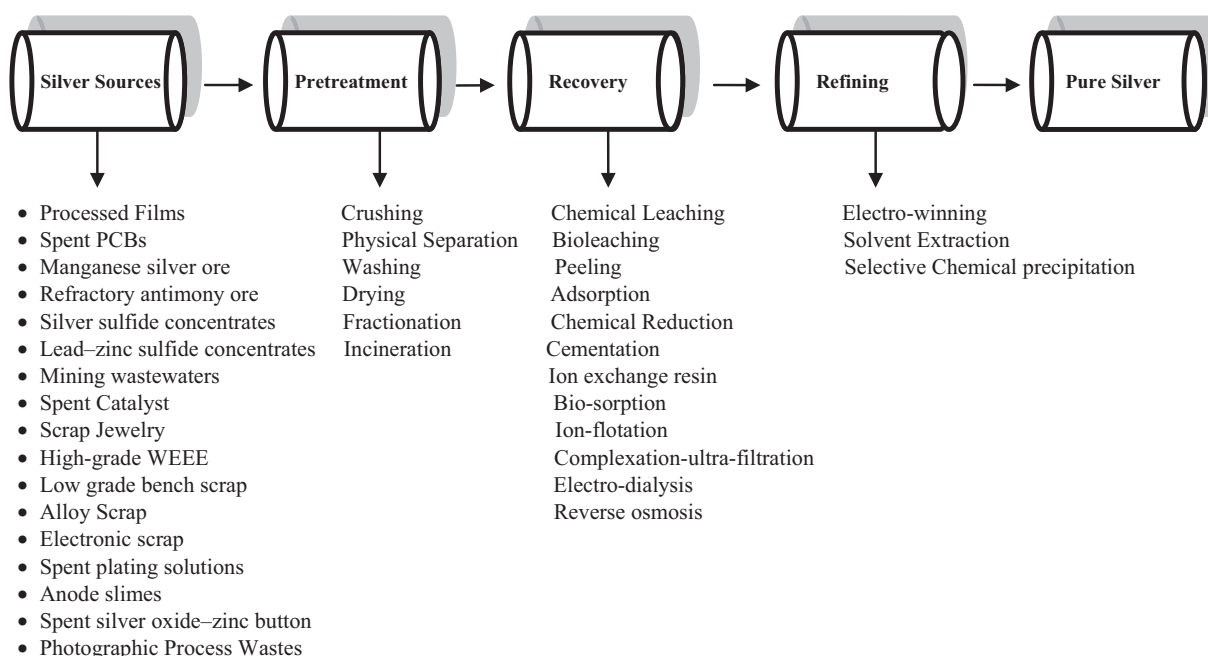 Silver Sources
Pretreatment
Recovery
Refining
Pure Silver
• Processed Films
• Spent PCBs
• Manganese silver ore
• Refractory antimony ore
• Silver sulfide concentrates
• Lead–zinc sulfide concentrates
• Mining wastewaters
• Spent Catalyst
• Scrap Jewelry
• High-grade WEEE
• Low grade bench scrap
• Alloy Scrap
• Electronic scrap
• Spent plating solutions
• Anode slimes
• Spent silver oxide–zinc button
• Photographic Process Wastes
Crushing
Physical Separation
Washing
Drying
Fractionation
Incineration
Chemical Leaching
Bioleaching
Peeling
Adsorption
Chemical Reduction
Cementation
Ion exchange resin
Bio-sorption
Ion-flotation
Complexation-ultra-filtration
Electro-dialysis
Reverse osmosis
Electro-winning
Solvent Extraction
Selective Chemical precipitation